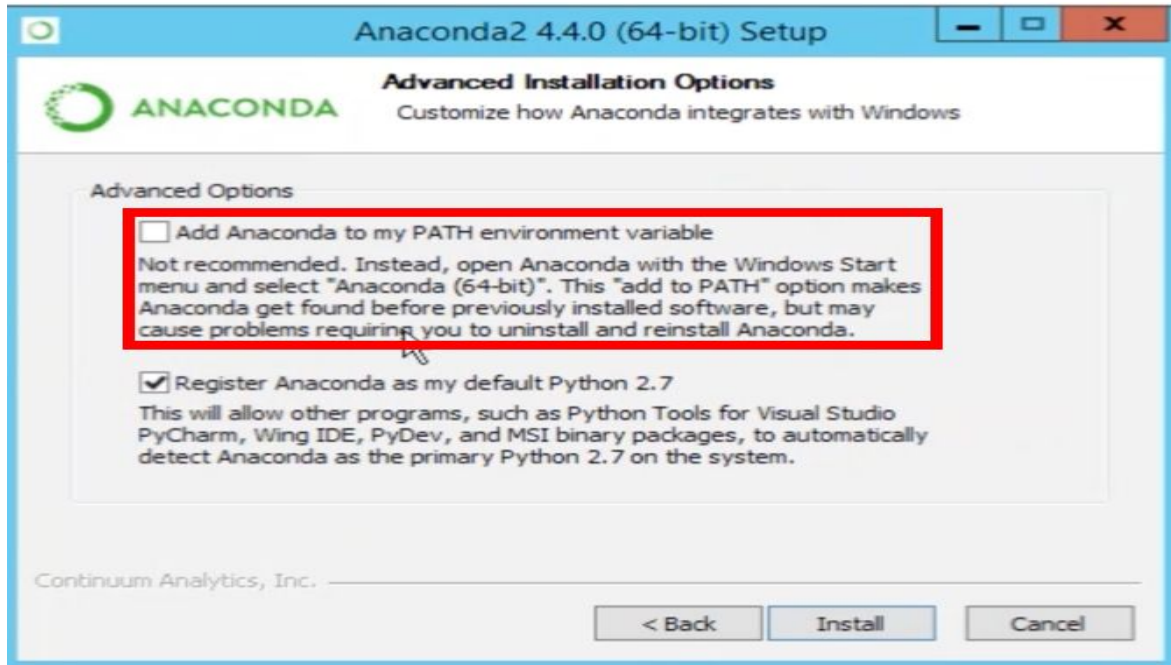 Anaconda2 4.4.0 (64-bit) Setup
ANACONDA
Advanced Installation Options
Customize how Anaconda integrates with Windows
Advanced Options
Add Anaconda to my PATH environment variable
Not recommended. Instead, open Anaconda with the Windows Start
menu and select "Anaconda (64-bit)". This "add to PATH" option makes
Anaconda get found before previously installed software, but may
cause problems requiring you to uninstall and reinstall Anaconda.
Register Anaconda as my default Python 2.7
This will allow other programs, such as Python Tools for Visual Studio
PyCharm, Wing IDE, PyDev, and MSI binary packages, to automatically
detect Anaconda as the primary Python 2.7 on the system.
Continuum Analytics, Inc.
< Back
Install
Cancel